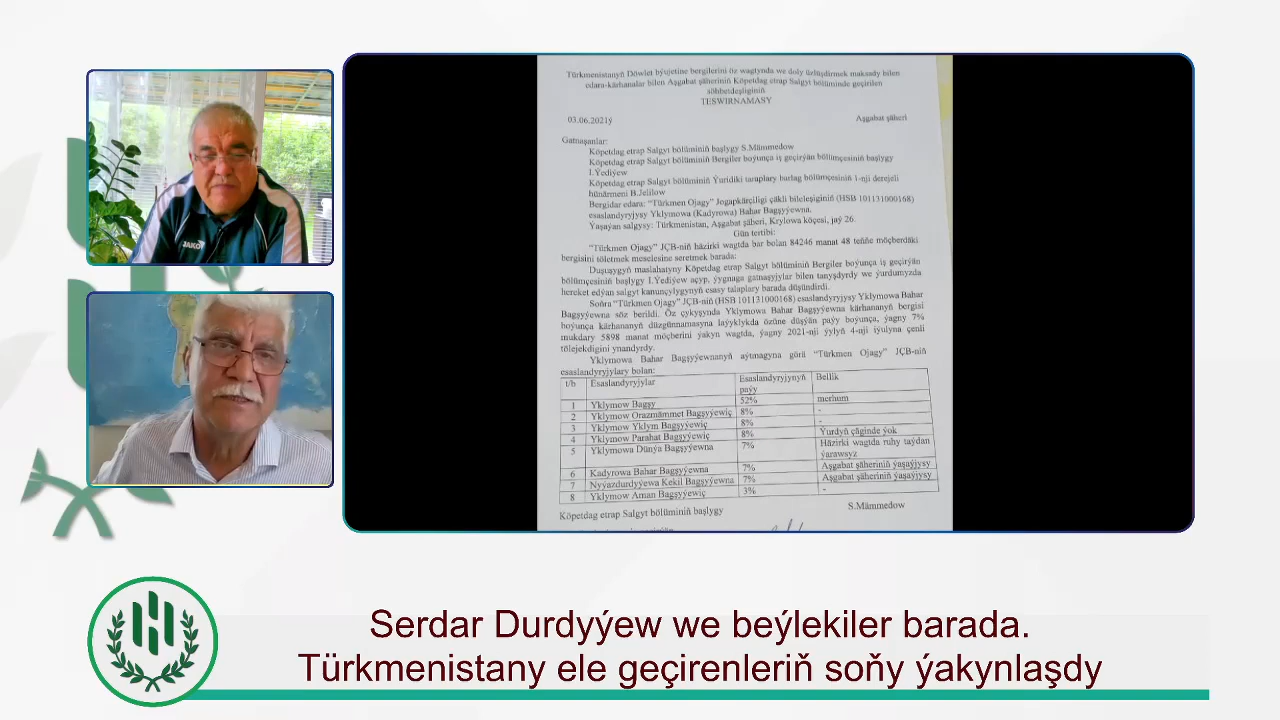 JAKO
Türkmenistanyň Döwlet býujetine bergilerini öz wagtynda we doly üzlüşdirmek maksady bilen
edara-kärhanalar bilen Aşgabat şäheriniň Köpetdag etrap Salgyt bölüminde geçirilen
söhbetdeşliginiň
TESWIRNAMASY
03.06.2021ý
Aşgabat şäheri
Gatnaşanlar:
Köpetdag etrap Salgyt bölüminiň başlygy S.Mämmedow
Köpetdag etrap Salgyt bölüminiň Bergiler boýunça iş geçirýän bölümçesiniň başlygy
I.Ýediýew
Köpetdag etrap Salgyt bölüminiň Ýuridiki taraplary barlag bölümçesiniň 1-nji derejeli
hünärmeni B.Jelilow
Bergidar edara: “Türkmen Ojagy” Jogapkärçiligi çäkli bileleşiginiň (HSB 101131000168)
esaslandyryjysy Yklymowa (Kadyrowa) Bahar Bagşyýewna.
Ýaşaýan salgysy: Türkmenistan, Aşgabat şäheri, Krylowa köçesi, jaý 26.
Gün tertibi:
“Türkmen Ojagy” JÇB-niň häzirki wagtda bar bolan 84246 manat 48 teňňe möçberdäki
bergisini töletmek meselesine seretmek barada:
Duşuşygyň maslahatyny Köpetdag etrap Salgyt bölüminiň Bergiler boýunça iş geçirýän
bölümçesiniň başlygy I.Ýediýew açyp, ýygnaga gatnaşyjylar bilen tanyşdyrdy we ýurdumyzda
hereket edýän salgyt kanunçylygynyň esasy talaplary barada düşündirdi.
Soňra “Türkmen Ojagy” JÇB-niň (HSB 101131000168) esaslandyryjysy Yklymowa Bahar
Bagşyýewna söz berildi. Öz çykyşynda Yklymowa Bahar Bagşyýewna kärhananyň bergisi
boýunça kärhananyň düzgünnamasyna laýyklykda özüne düşýän paýy boýunça, ýagny 7%
mukdary 5898 manat möçberini ýakyn wagtda, ýagny 2021-nji ýylyň 4-nji iýulyna çenli
tölejekdigini ynandyrdy.
Yklymowa Bahar Bagşyýewnanyň aýtmagyna görä “Türkmen Ojagy” JÇB-niň
esaslandyryjylary bolan:
t/b Esaslandyryjylar Esaslandyryjynyň paýy Bellik
1 Yklymow Bagşy 52% merhum
2 Yklymow Orazmämmet Bagşyýewiç 8% -
3 Yklymow Yklym Bagşyýewiç 8% -
4 Yklymow Parahat Bagşyýewiç 8% Ýurdyň çäginde ýok
5 Yklymowa Dünýa Bagşyýewna 7% Häzirki wagtda ruhy taýdan ýarawsyz
6 Kadyrowa Bahar Bagşyýewna 7% Aşgabat şäheriniň ýaşaýjysy
7 Nyýazdurdyýewa Kekil Bagşyýewna 7% Aşgabat şäheriniň ýaşaýjysy
8 Yklymow Aman Bagşyýewiç 3% -
Köpetdag etrap Salgyt bölüminiň başlygy
S.Mämmedow
Serdar Durdyýew we beýlekiler barada.
Türkmenistany ele geçirenleriň soňy ýakynlaşdy